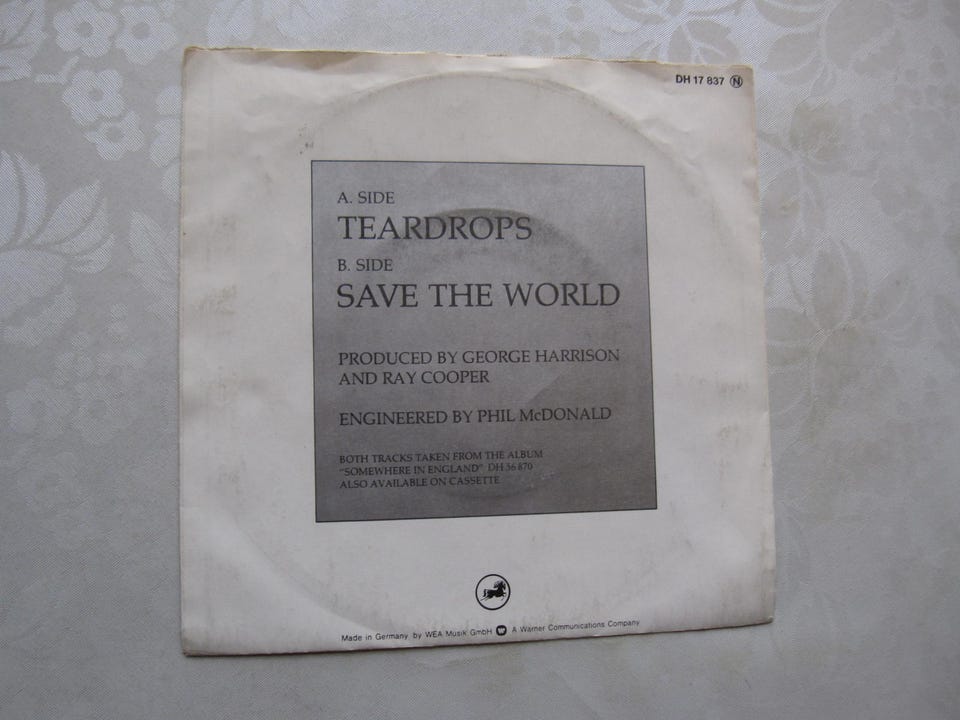 DH 17 837 N
A. SIDE
TEARDROPS
B. SIDE
SAVE THE WORLD
PRODUCED BY GEORGE HARRISON
AND RAY COOPER
ENGINEERED BY PHIL McDONALD
BOTH TRACKS TAKEN FROM THE ALBUM
"SOMEWHERE IN ENGLAND" DH 56 870
ALSO AVAILABLE ON CASSETTE
Made in Germany by WEA Musik GmbH W A Warner Communications Company